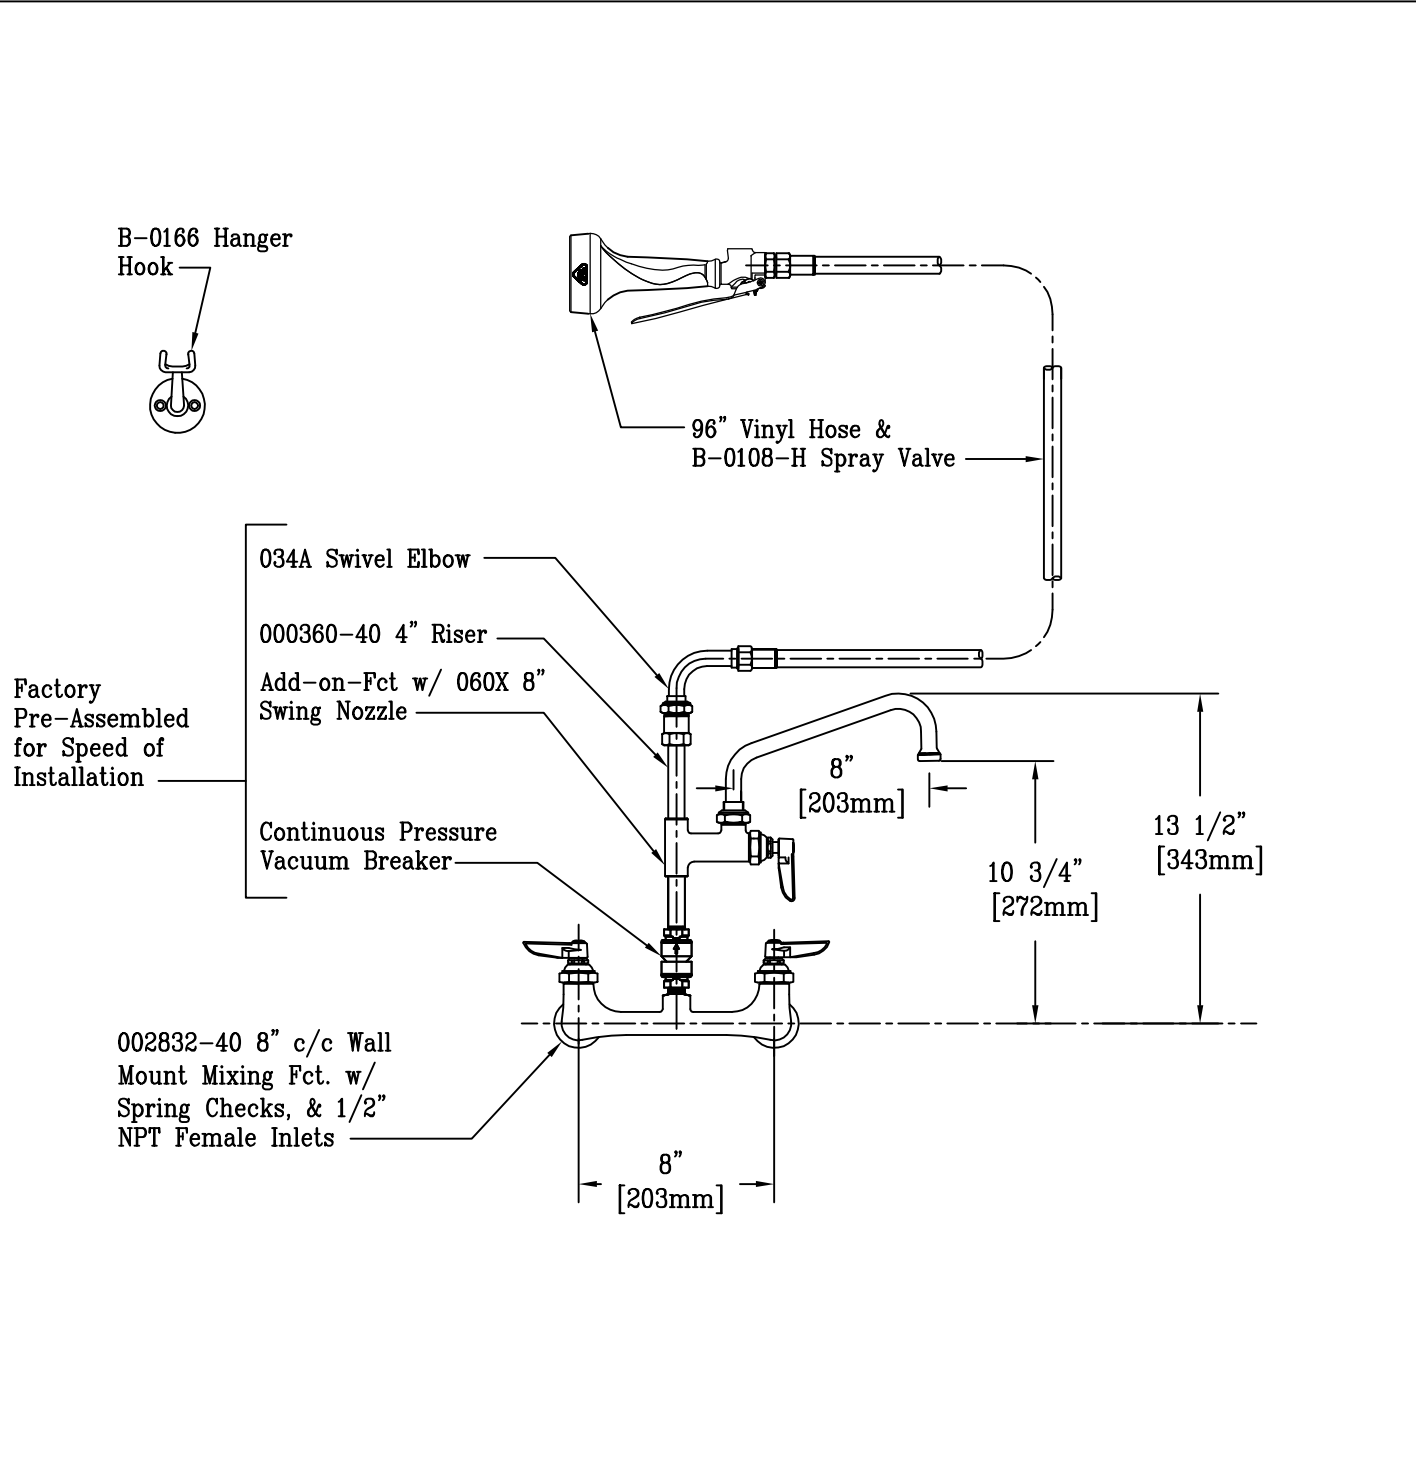 B-0166 Hanger
Hook
96" Vinyl Hose &
B-0108-H Spray Valve
034A Swivel Elbow
000360-40 4" Riser
Add-on-Fct w/ 060X 8"
Swing Nozzle
Factory
Pre-Assembled
for Speed of
Installation
8"
[203mm]
13 1/2"
[343mm]
Continuous Pressure
Vacuum Breaker
10 3/4"
[272mm]
002832-40 8" c/c Wall
Mount Mixing Fct. w/
Spring Checks, & 1/2"
NPT Female Inlets
8"
[203mm]